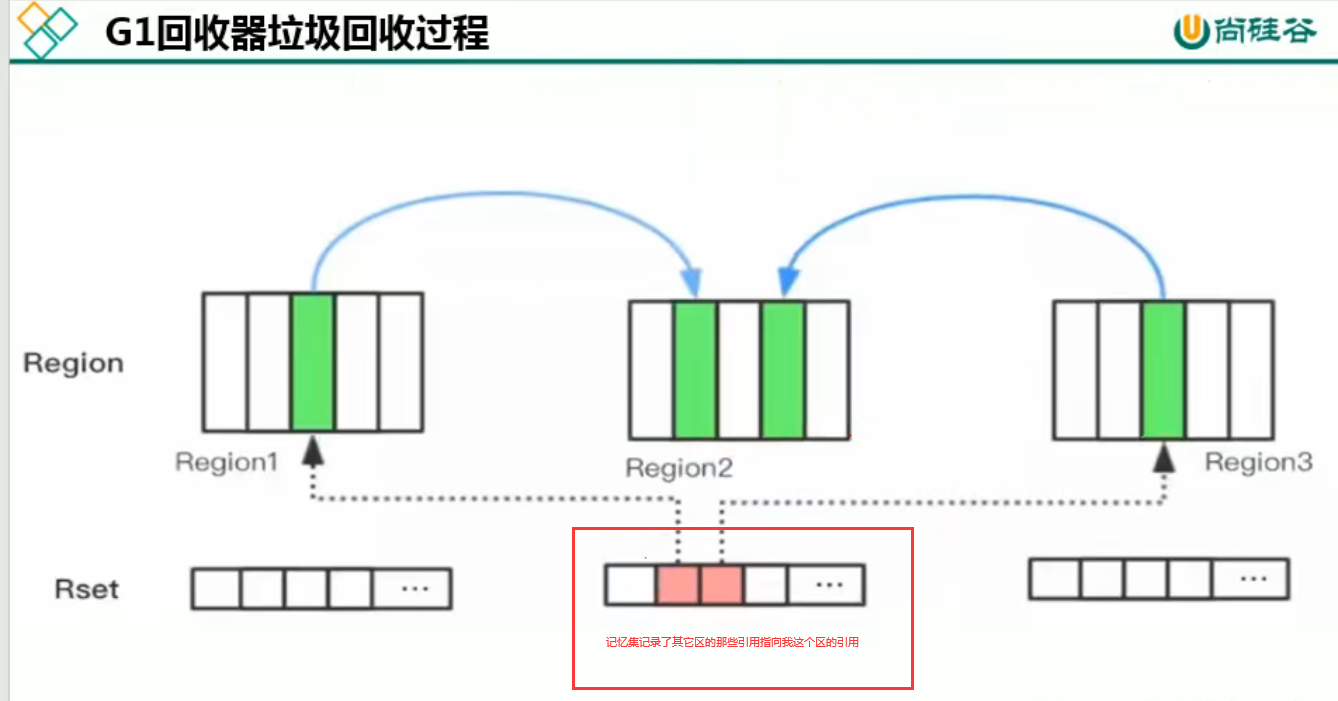 G1回收器垃圾回收过程
尚硅谷
Region
Region1
Region2
Region3
Rset
...
...
...
记忆集记录了其它区的那些引用指向我这个区的引用